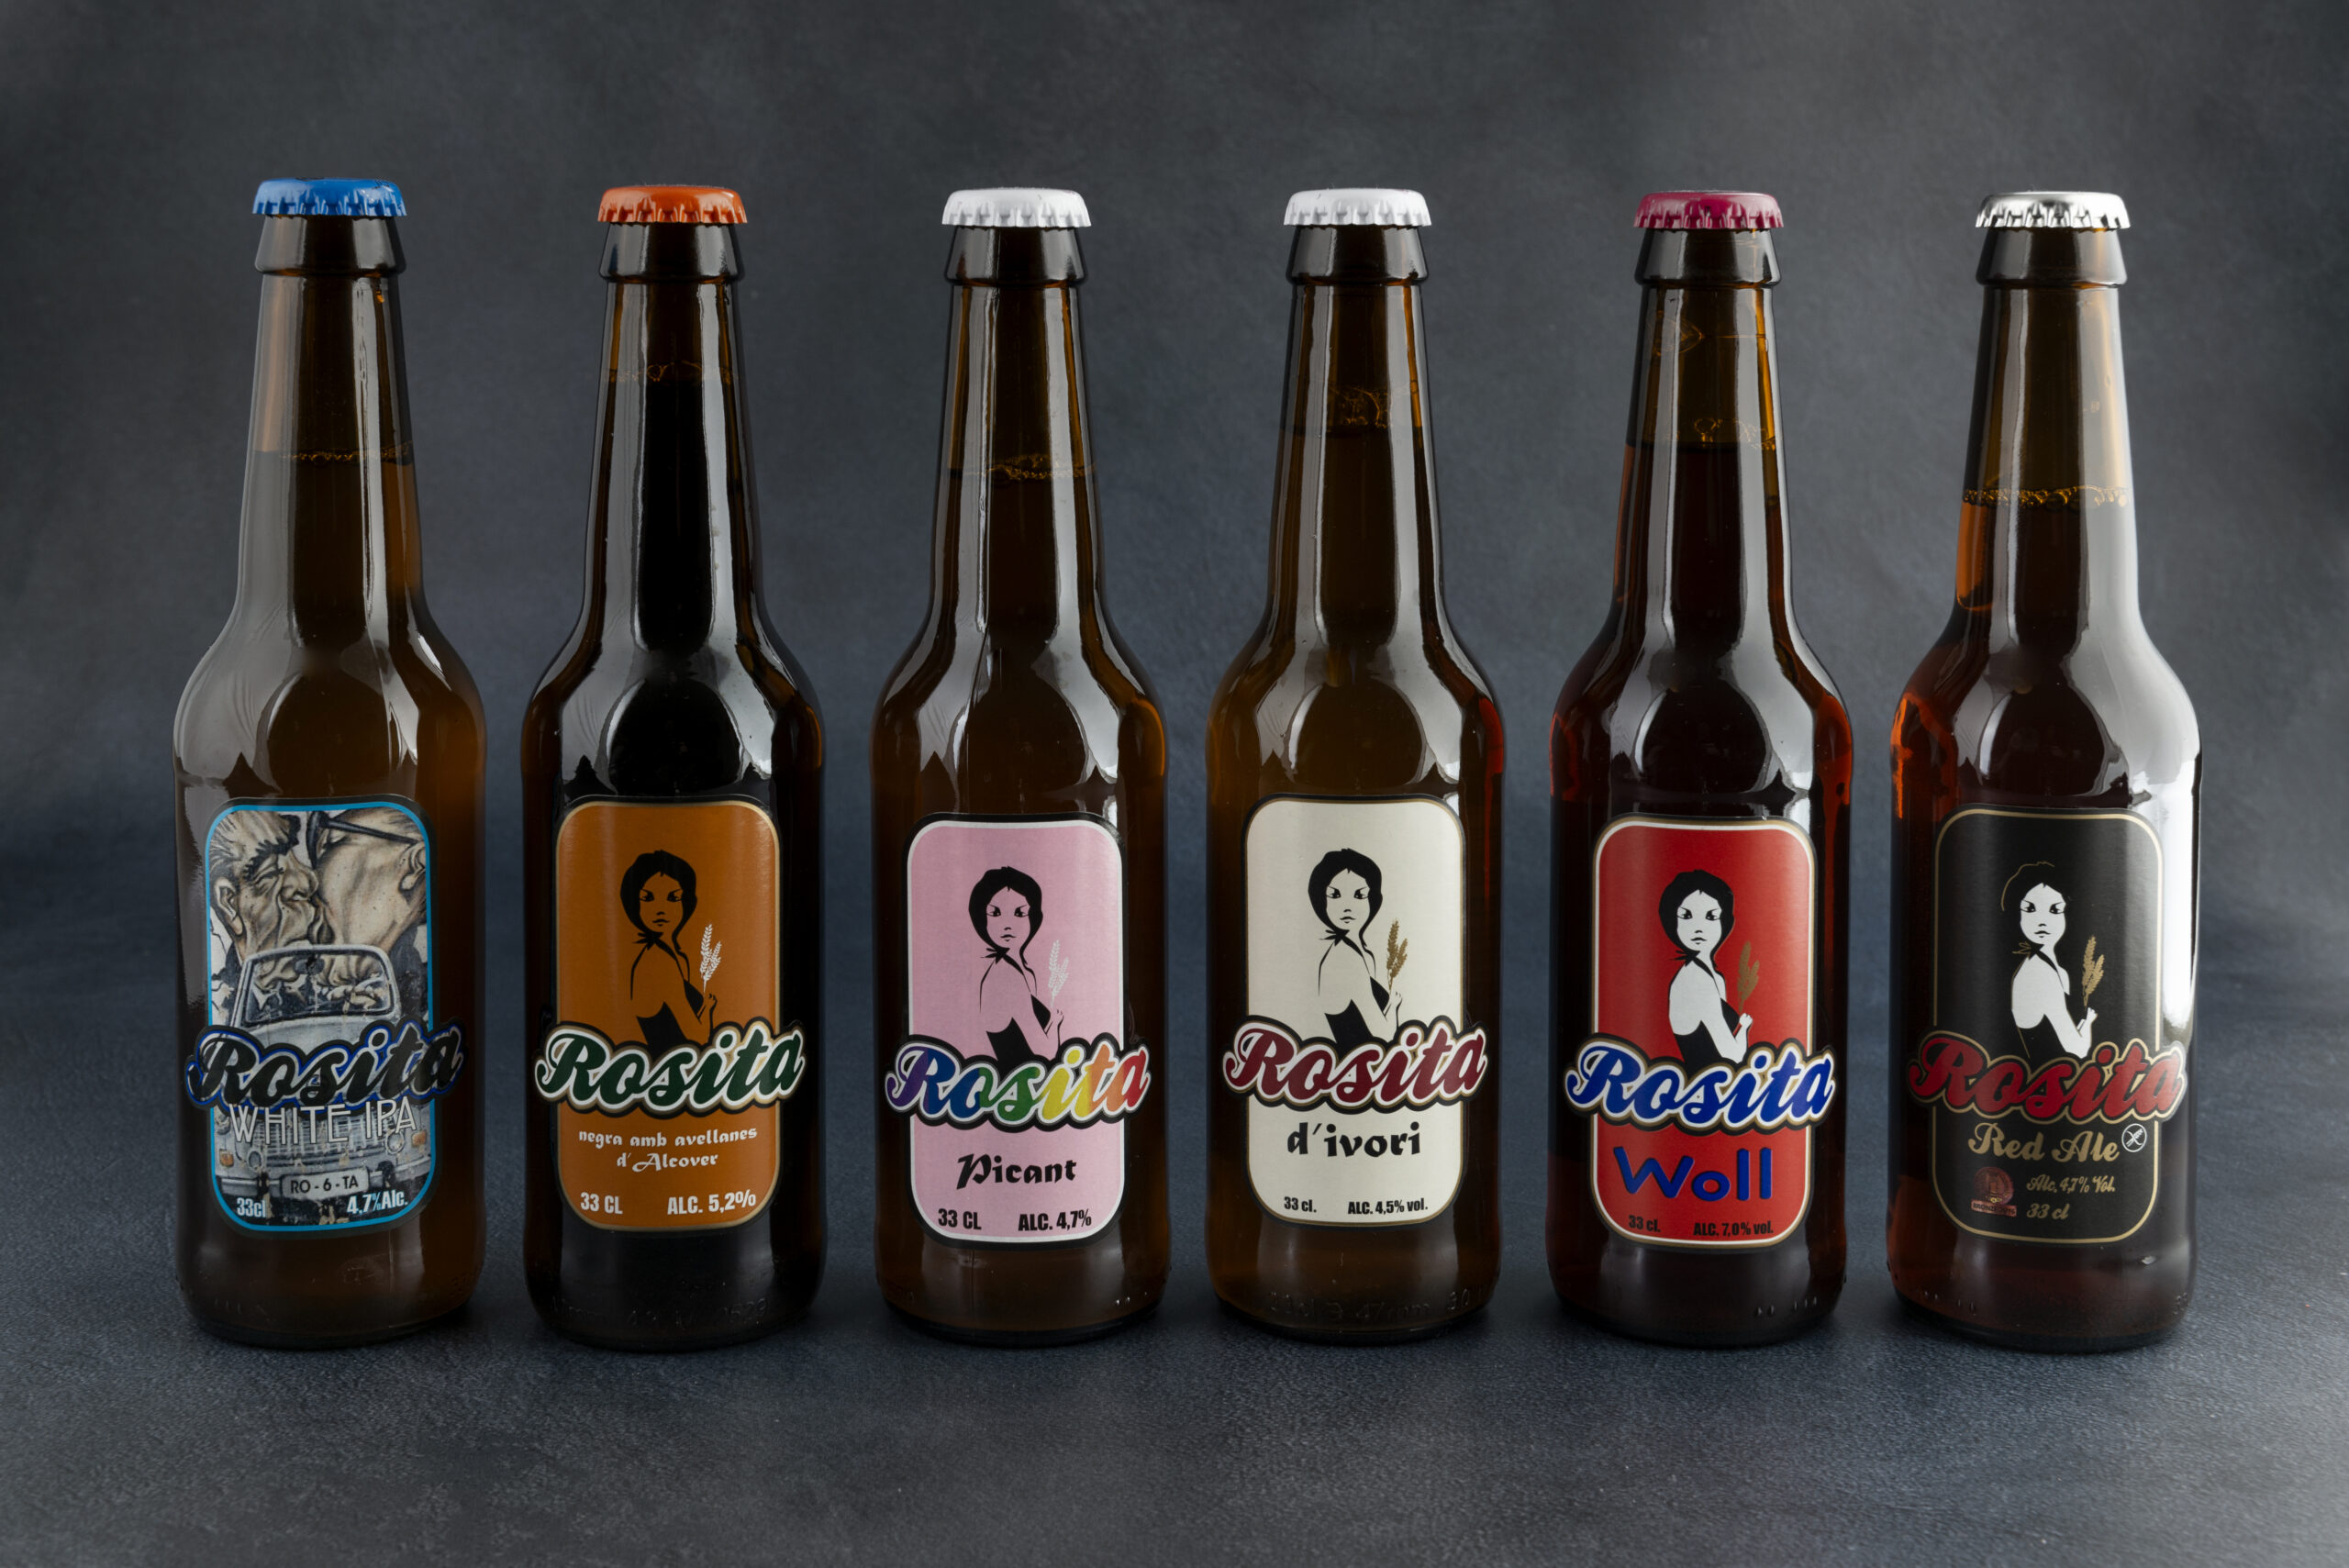 Rosita
WHITE IPA
RO-6-TA
33cl 4,7%Alc.
Rosita
negra amb avellanes
d'Alcover
33 CL ALC. 5,2%
Rosita
Picant
33 CL ALC. 4,7%
Rosita
d'ivori
33 cl. ALC. 4,5% vol.
Rosita
Woll
33 cl. ALC. 7,0% vol.
Rosita
Red Ale
Alc. 4,7% Vol.
33 cl